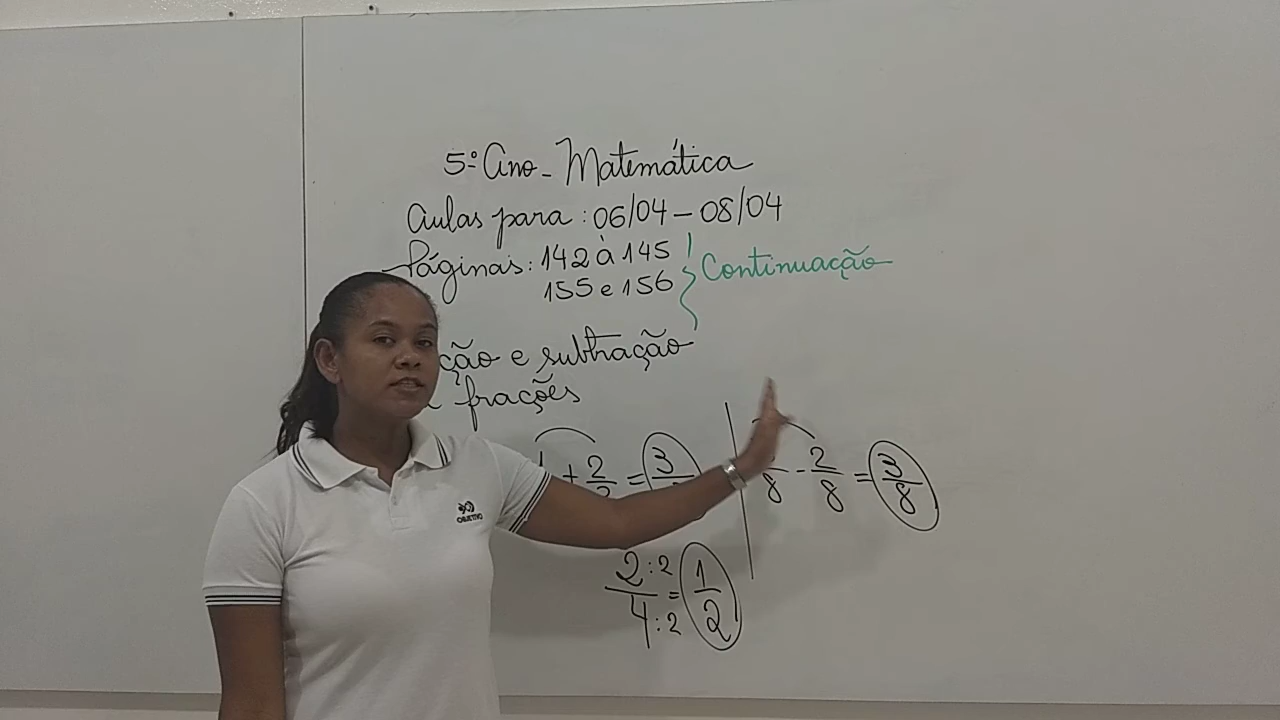 5º Ano - Matemática
Aulas para: 06/04 - 08/04
Páginas: 142 à 145
155 e 156
Continuação
ção e subtração
frações
+ 2 = 3
8 - 2/8 = 3/8
2:2/4:2 = 1/2
OBJETIVO